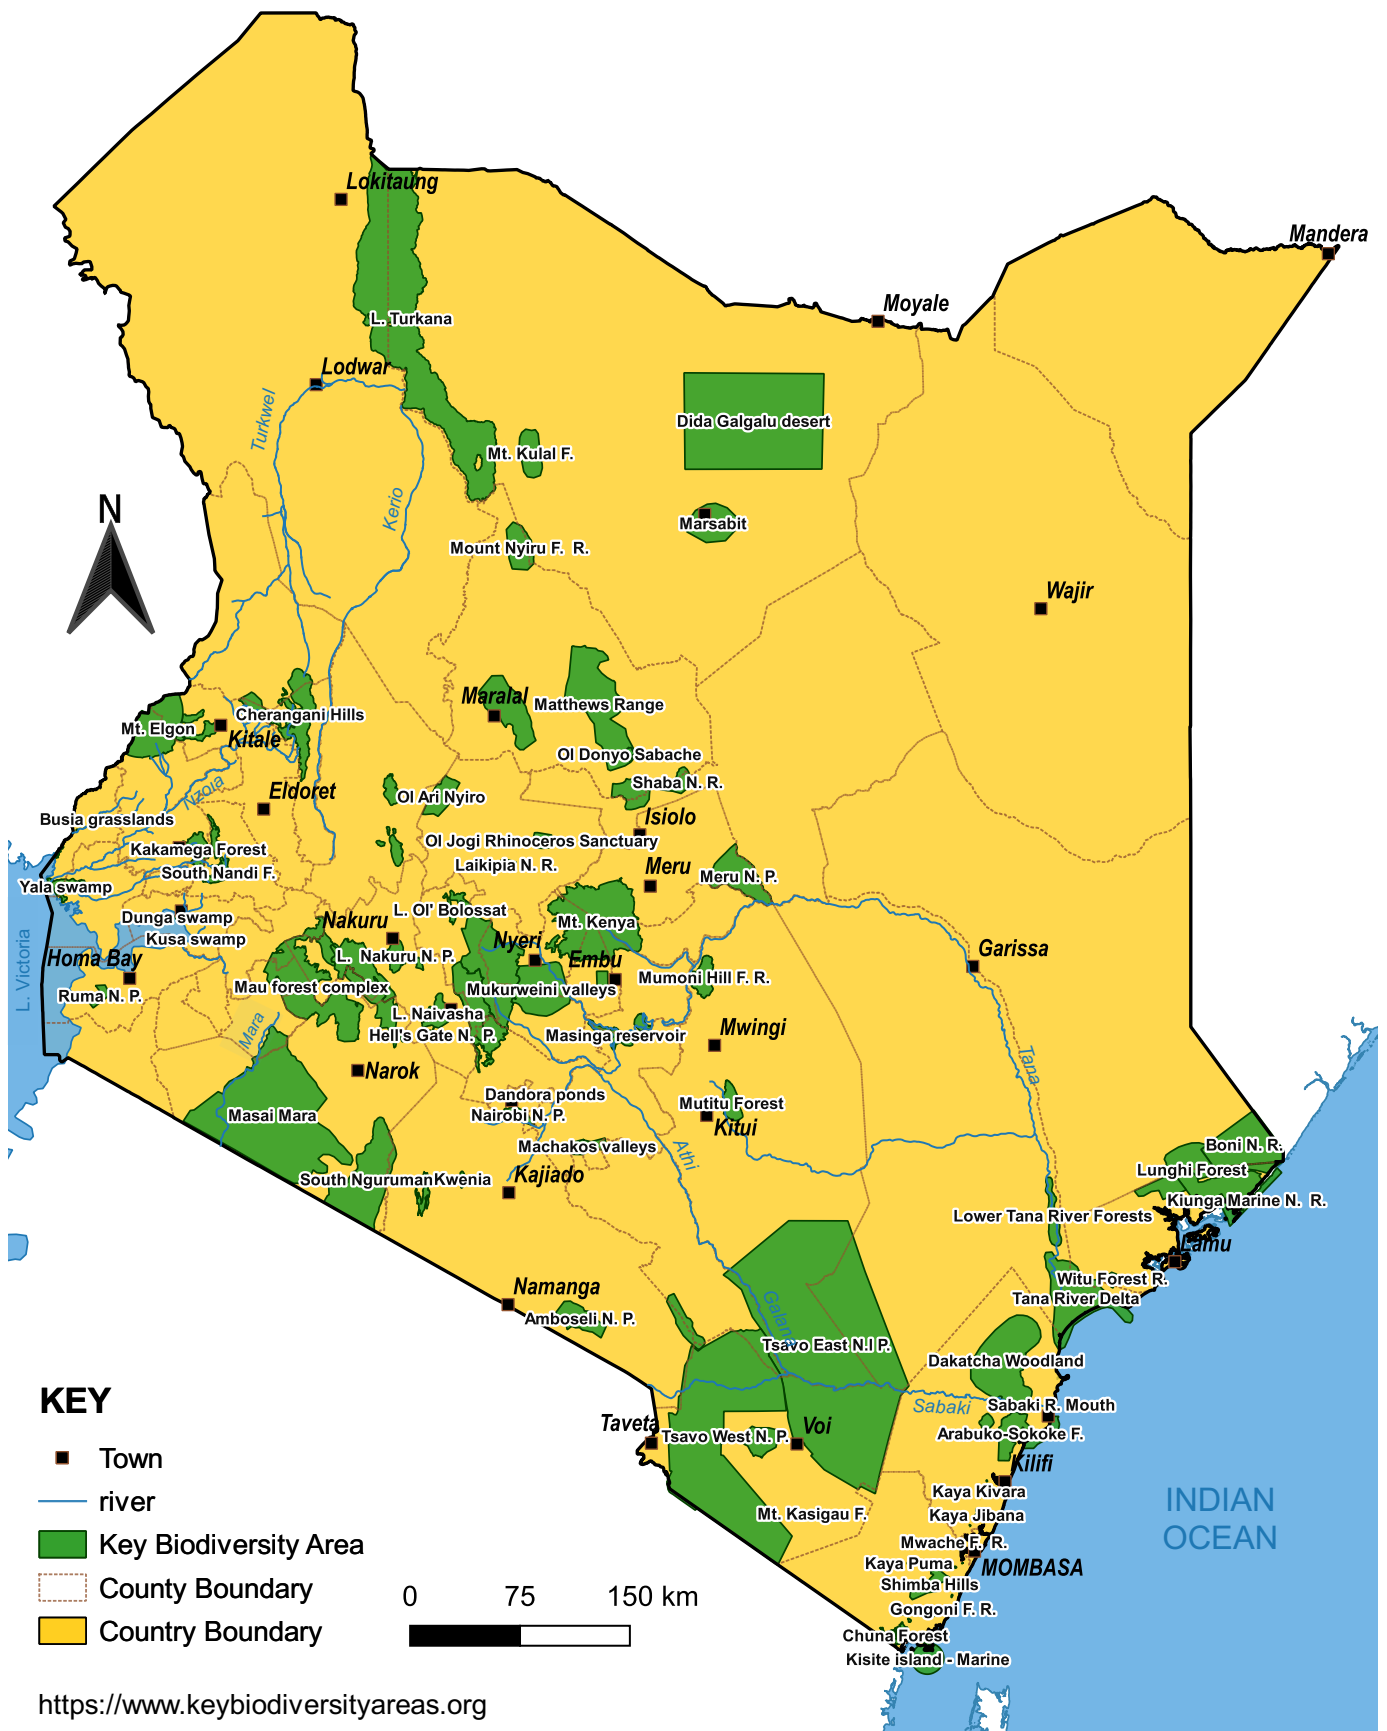 Lokitaung
Mandera
Moyale
L. Turkana
Lodwar
Turkwel
Dida Galgalu desert
Mt. Kulal F.
Kerio
N
Marsabit
Mount Nyiru F. R.
Wajir
Maralal
Matthews Range
Cherangani Hills
Mt. Elgon
Kitale
Ol Donyo Sabache
Shaba N. R.
Nzoia
Eldoret
Ol Ari Nyiro
Isiolo
Busia grasslands
Ol Jogi Rhinoceros Sanctuary
Kakamega Forest
Laikipia N. R.
Meru
South Nandi F.
Meru N. P.
Yala swamp
L. Ol' Bolossat
Dunga swamp
Nakuru
Mt. Kenya
Kusa swamp
Nyeri
Garissa
L. Victoria
Homa Bay
L. Nakuru N. P.
Embu
Mumoni Hill F. R.
Mau forest complex
Mukurweini valleys
Ruma N. P.
L. Naivasha
Mara
Hell's Gate N. P.
Masinga reservoir
Mwingi
Narok
Tana
Dandora ponds
Mutitu Forest
Masai Mara
Nairobi N. P.
Kitui
Machakos valleys
Athi
Boni N. R.
Lunghi Forest
South Nguruman
Kwenia
Kajiado
Kiunga Marine N. R.
Lower Tana River Forests
Lamu
Witu Forest R.
Namanga
Tana River Delta
Amboseli N. P.
Galana
Tsavo East N.I P.
Dakatcha Woodland
KEY
Sabaki
Sabaki R. Mouth
Taveta
Voi
Tsavo West N. P.
Arabuko-Sokoke F.
Town
Kilifi
river
Kaya Kivara
INDIAN
OCEAN
Mt. Kasigau F.
Kaya Jibana
Key Biodiversity Area
Mwache F. R.
Kaya Puma
MOMBASA
County Boundary
Shimba Hills
0 75 150 km
Gongoni F. R.
Country Boundary
Chuna Forest
Kisite island - Marine
https://www.keybiodiversityareas.org